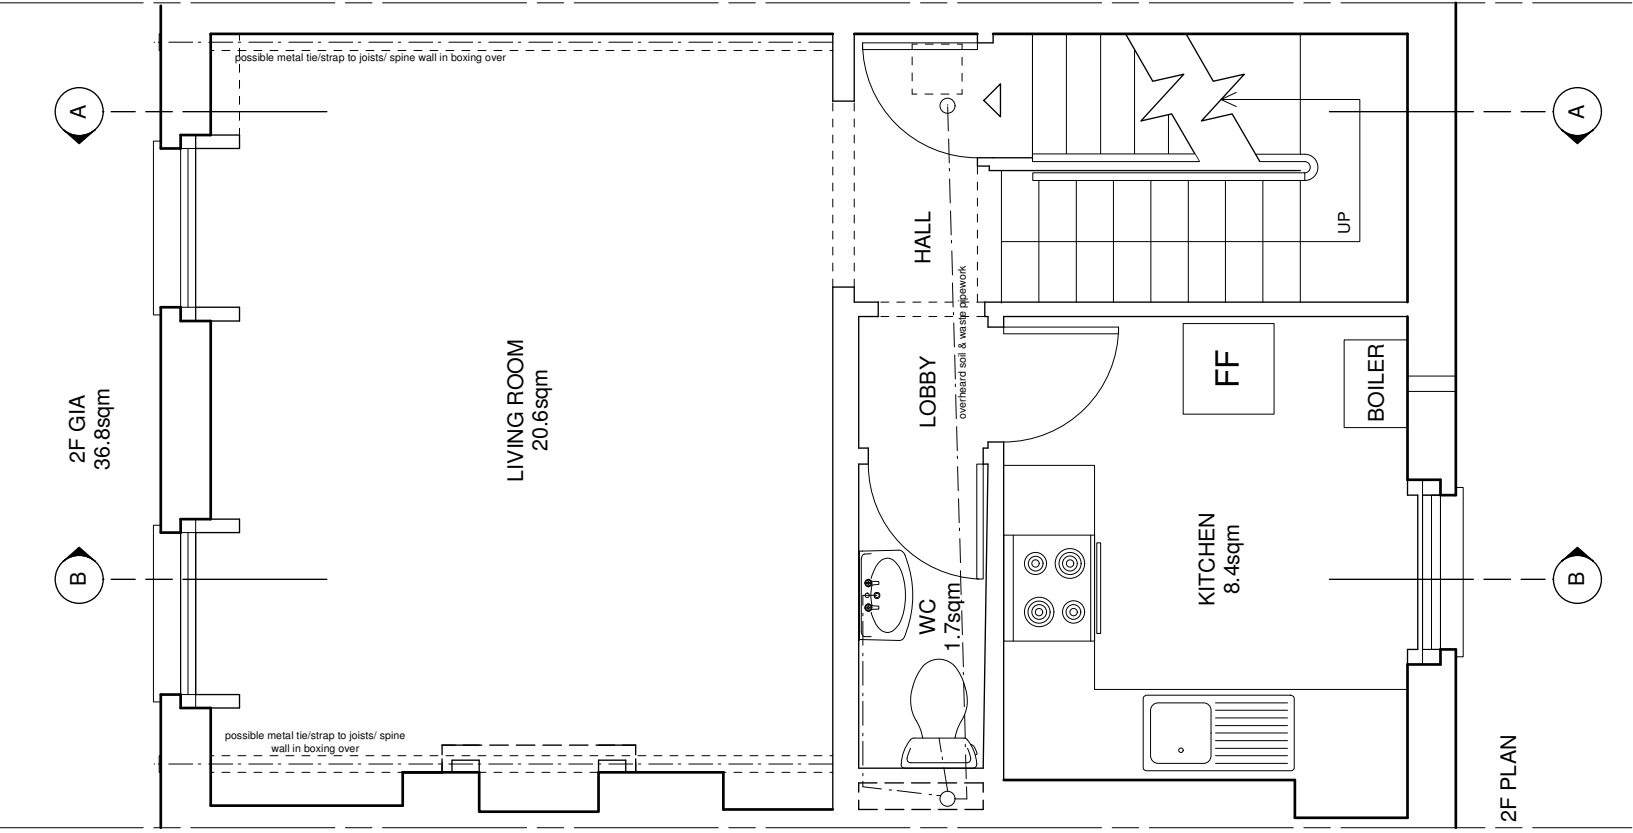 possible metal tie/strap to joists/ spine wall in boxing over
A
A
UP
HALL
overheard soil & waste pipework
LOBBY
FF
BOILER
LIVING ROOM
20.6sqm
2F GIA
36.8sqm
KITCHEN
8.4sqm
WC
1.7sqm
B
B
possible metal tie/strap to joists/ spine
wall in boxing over
2F PLAN